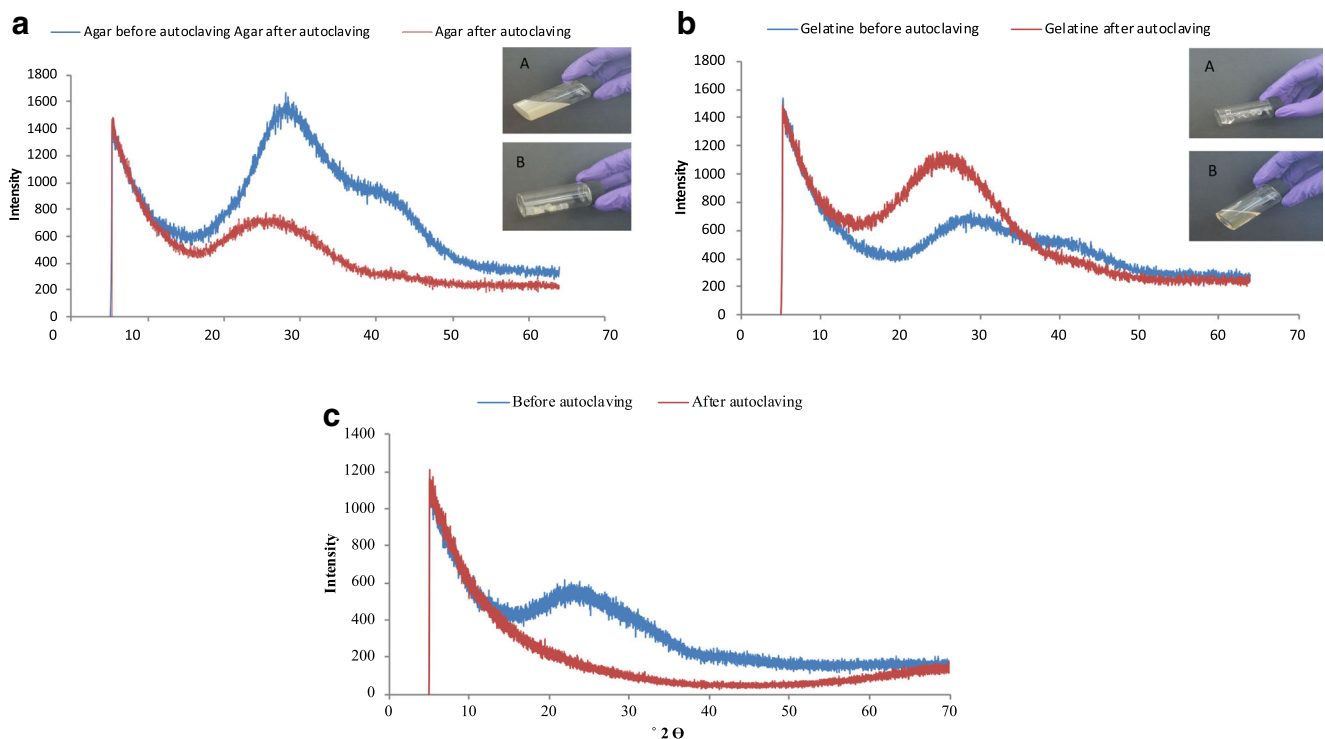 a
Agar before autoclaving Agar after autoclaving Agar after autoclaving
1800
1600
1400
1200
1000
800
600
400
200
0
Intensity
0 10 20 30 40 50 60 70
A
B
b
Gelatine before autoclaving Gelatine after autoclaving
1800
1600
1400
1200
1000
800
600
400
200
0
Intensity
0 10 20 30 40 50 60 70
A
B
c
Before autoclaving After autoclaving
1400
1200
1000
800
600
400
200
0
Intensity
0 10 20 30 40 50 60 70
° 2 Θ